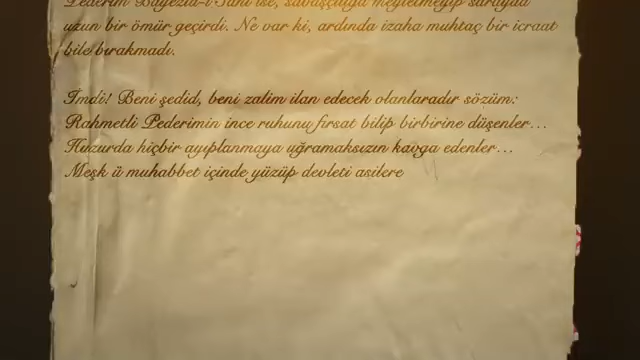 Pederim Bayezid-i Sani ise, savaşçılığa meyletmeyip sarayda
uzun bir ömür geçirdi. Ne var ki, ardında izaha muhtaç bir icraat
bile bırakmadı.
İmdi! Beni şedid, beni zalim ilan edecek olanlaradır sözüm:
Rahmetli Pederimin ince ruhunu fırsat bilip birbirine düşenler...
Huzurda hiçbir ayıplanmaya uğramaksızın kavga edenler...
Meşk ü muhabbet içinde yüzüp devleti asilere